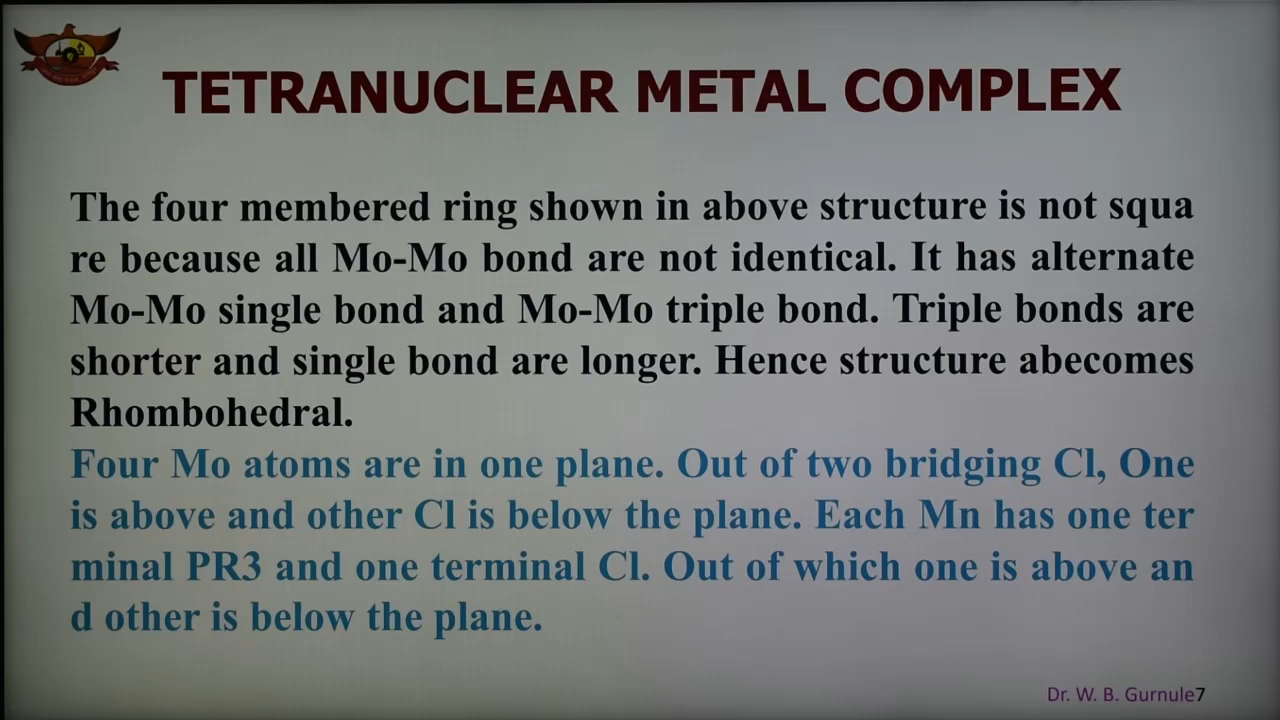 TETRANUCLEAR METAL COMPLEX
The four membered ring shown in above structure is not squa
re because all Mo-Mo bond are not identical. It has alternate
Mo-Mo single bond and Mo-Mo triple bond. Triple bonds are
shorter and single bond are longer. Hence structure abecomes
Rhombohedral.
Four Mo atoms are in one plane. Out of two bridging Cl, One
is above and other Cl is below the plane. Each Mn has one ter
minal PR3 and one terminal Cl. Out of which one is above an
d other is below the plane.
Dr. W. B. Gurnule7